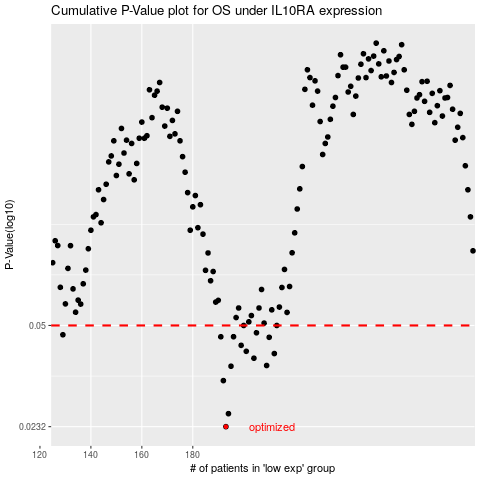 Cumulative P-Value plot for OS under IL10RA expression
P-Value(log10)
0.05
0.0232
optimized
120 140 160 180
# of patients in 'low exp' group